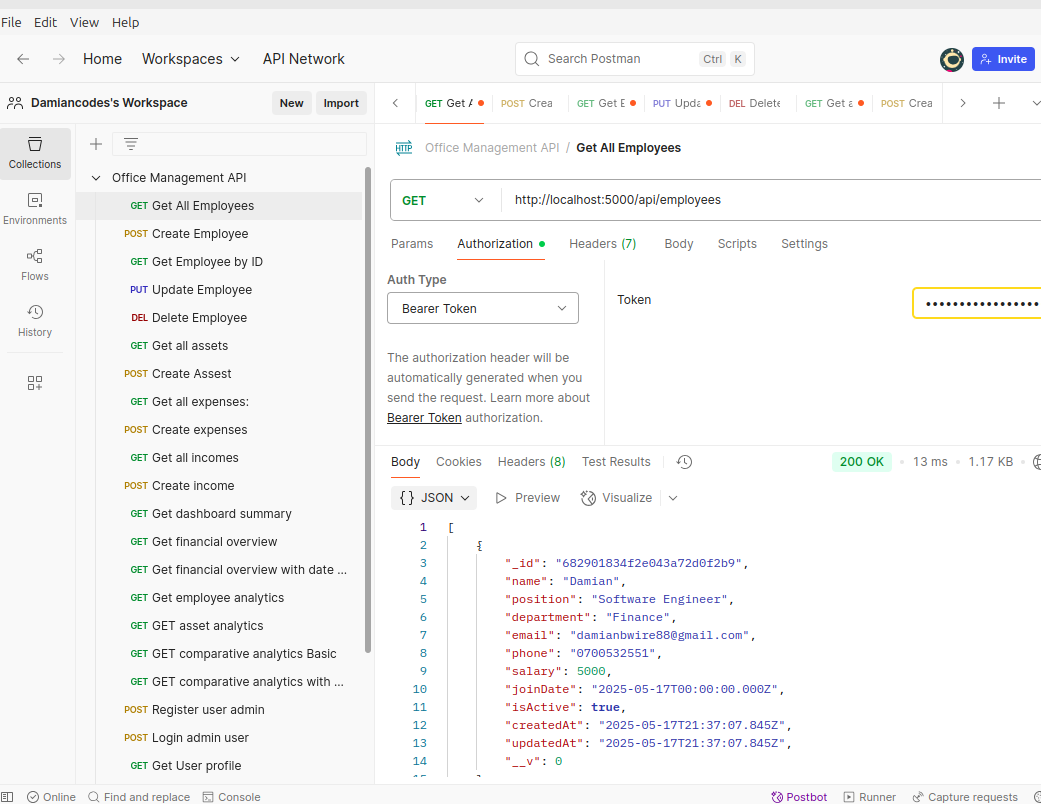 File Edit View Help
Home Workspaces API Network Search Postman Ctrl K Invite
Damiancodes's Workspace New Import
GET Get A POST Crea GET Get E PUT Upda DEL Delete GET Get a POST Crea
Collections
Environments
Flows
History
Office Management API
GET Get All Employees
POST Create Employee
GET Get Employee by ID
PUT Update Employee
DEL Delete Employee
GET Get all assets
POST Create Assest
GET Get all expenses:
POST Create expenses
GET Get all incomes
POST Create income
GET Get dashboard summary
GET Get financial overview
GET Get financial overview with date ...
GET Get employee analytics
GET GET asset analytics
GET GET comparative analytics Basic
GET GET comparative analytics with ...
POST Register user admin
POST Login admin user
GET Get User profile
HTTP Office Management API / Get All Employees
GET http://localhost:5000/api/employees
Params Authorization Headers (7) Body Scripts Settings
Auth Type
Bearer Token
The authorization header will be
automatically generated when you
send the request. Learn more about
Bearer Token authorization.
Token
Body Cookies Headers (8) Test Results 200 OK 13 ms 1.17 KB
{} JSON Preview Visualize
1 [
2 {
3 "_id": "682901834f2e043a72d0f2b9",
4 "name": "Damian",
5 "position": "Software Engineer",
6 "department": "Finance",
7 "email": "damianbwire88@gmail.com",
8 "phone": "0700532551",
9 "salary": 5000,
10 "joinDate": "2025-05-17T00:00:00.000Z",
11 "isActive": true,
12 "createdAt": "2025-05-17T21:37:07.845Z",
13 "updatedAt": "2025-05-17T21:37:07.845Z",
14 "__v": 0
Online Find and replace Console Postbot Runner Capture requests